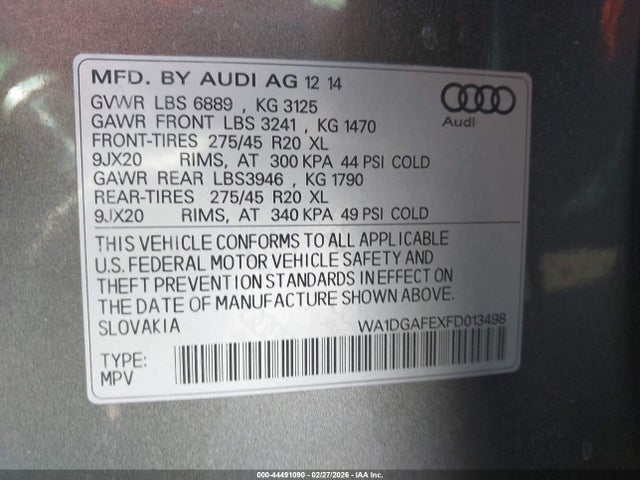 MFD. BY AUDI AG 12 14
GVWR LBS 6889 , KG 3125
GAWR FRONT LBS 3241 , KG 1470
FRONT-TIRES 275/45 R20 XL
9JX20 RIMS, AT 300 KPA 44 PSI COLD
GAWR REAR LBS3946 , KG 1790
REAR-TIRES 275/45 R20 XL
9JX20 RIMS, AT 340 KPA 49 PSI COLD
Audi
THIS VEHICLE CONFORMS TO ALL APPLICABLE
U.S. FEDERAL MOTOR VEHICLE SAFETY AND
THEFT PREVENTION STANDARDS IN EFFECT ON
THE DATE OF MANUFACTURE SHOWN ABOVE.
SLOVAKIA WA1DGAFEXFD013498
TYPE:
MPV
000-44491090 - 02/27/2026 - IAA Inc.